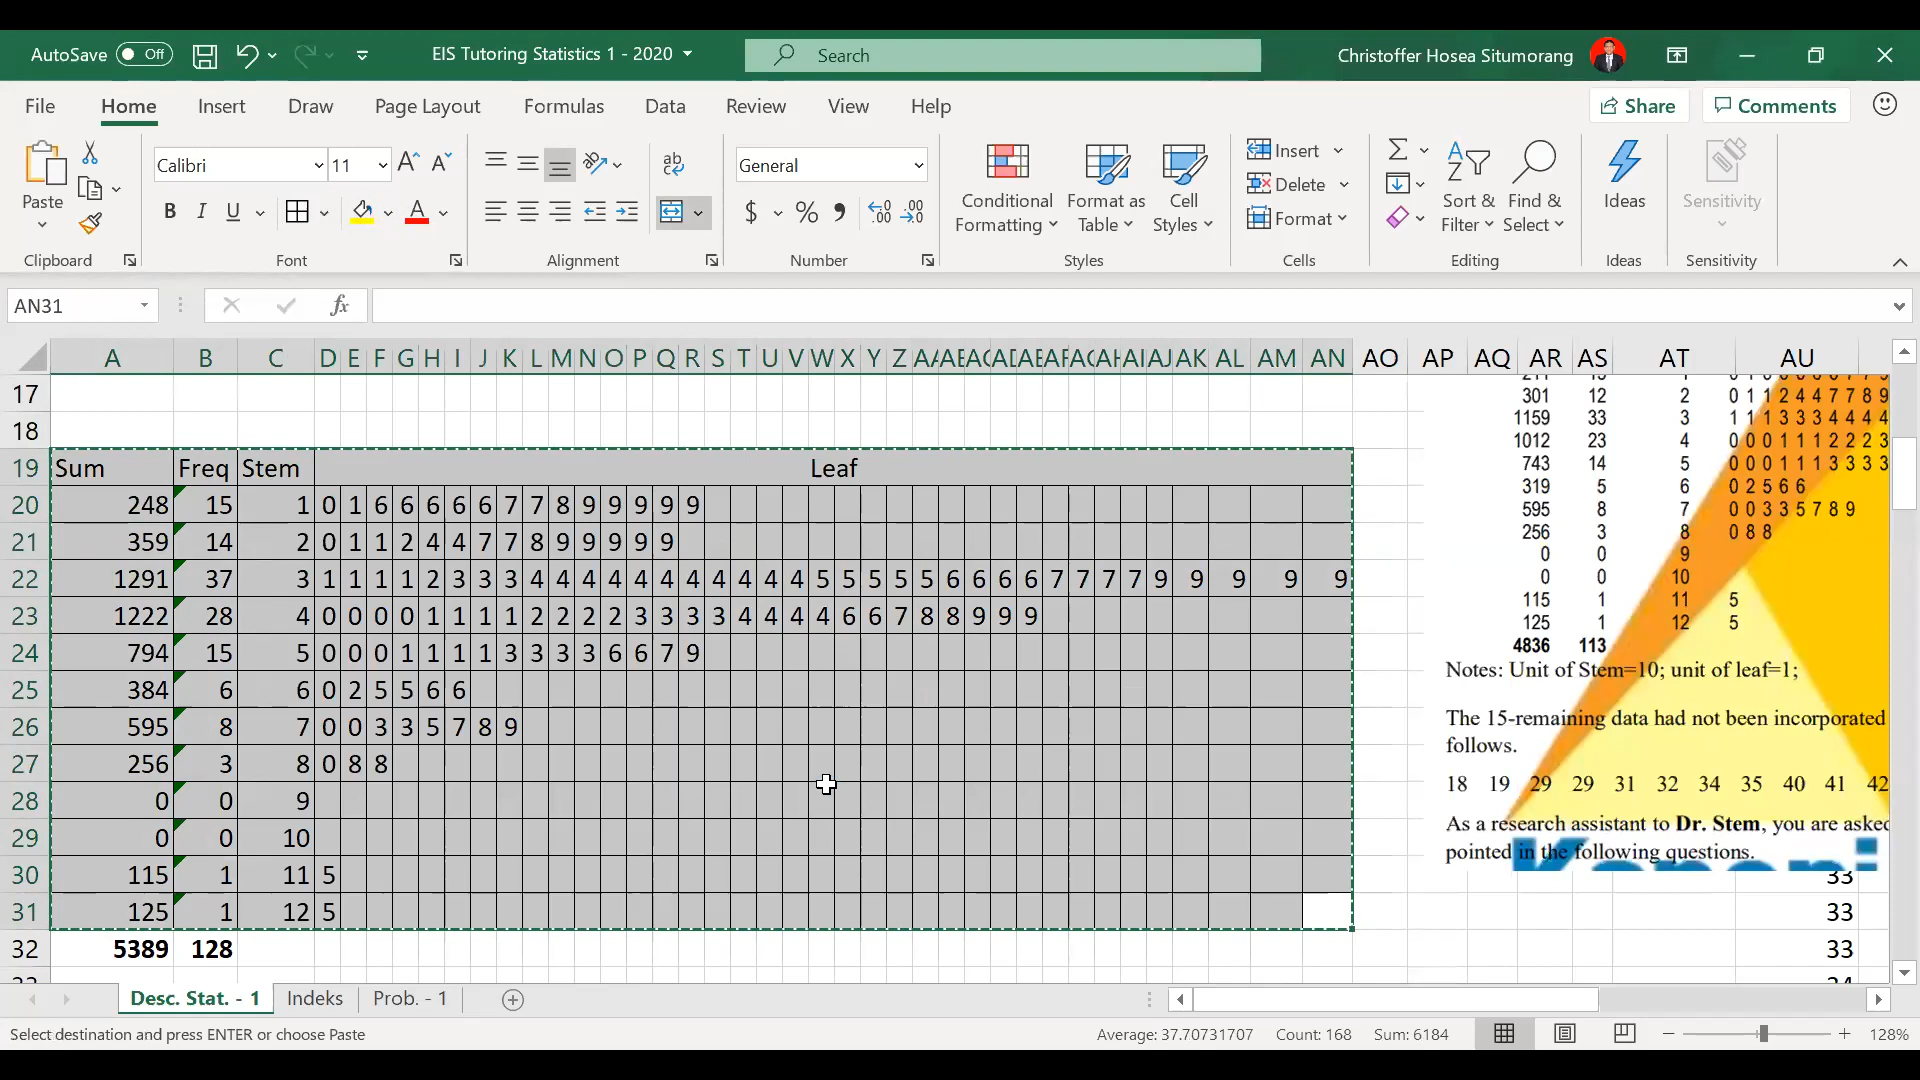 AutoSave Off EIS Tutoring Statistics 1 - 2020 Search Christoffer Hosea Situmorang
File Home Insert Draw Page Layout Formulas Data Review View Help Share Comments
Paste Calibri 11 ab General Conditional Formatting Format as Table Cell Styles Insert Delete Format Sort & Filter Find & Select Ideas Sensitivity
B I U A $ % 9
Clipboard Font Alignment Number Styles Cells Editing Ideas Sensitivity
AN31 fx
A B C D E F G H I J K L M N O P Q R S T U V W X Y Z AN AO AP AQ AR AS AT AU AG AH AI AJ AK AL AM
17
18
19 Sum Freq Stem Leaf
20 248 15 1 0 1 6 6 6 6 6 7 7 8 9 9 9 9 9
21 359 14 2 0 1 1 2 4 4 7 7 8 9 9 9 9 9
22 1291 37 3 1 1 1 1 2 3 3 3 4 4 4 4 4 4 4 4 4 4 4 5 5 5 5 5 6 6 6 6 7 7 7 7 9 9 9 9 9
23 1222 28 4 0 0 0 0 1 1 1 1 2 2 2 2 3 3 3 3 4 4 4 4 6 6 7 8 8 9 9 9
24 794 15 5 0 0 0 1 1 1 1 3 3 3 3 6 6 7 9
25 384 6 6 0 2 5 5 6 6
26 595 8 7 0 0 3 3 5 7 8 9
27 256 3 8 0 8 8
28 0 0 9
29 0 0 10
30 115 1 11 5
31 125 1 12 5
32 5389 128
301 12 2 0 1 1 2 4 4 7 7 8 9
1159 33 3 1 1 1 3 3 3 4 4 4 4
1012 23 4 0 0 0 1 1 1 2 2 2 3
743 14 5 0 0 0 1 1 1 3 3 3 3
319 5 6 0 2 5 6 6
595 8 7 0 0 3 3 5 7 8 9
256 3 8 0 8 8
0 0 9
0 0 10
115 1 11 5
125 1 12 5
4836 113
Notes: Unit of Stem=10; unit of leaf=1;
The 15-remaining data had not been incorporated
follows.
18 19 29 29 31 32 34 35 40 41 42
As a research assistant to Dr. Stem, you are asked
pointed in the following questions.
33
33
33
Desc. Stat. - 1 Indeks Prob. - 1
Select destination and press ENTER or choose Paste Average: 37.70731707 Count: 168 Sum: 6184 128%